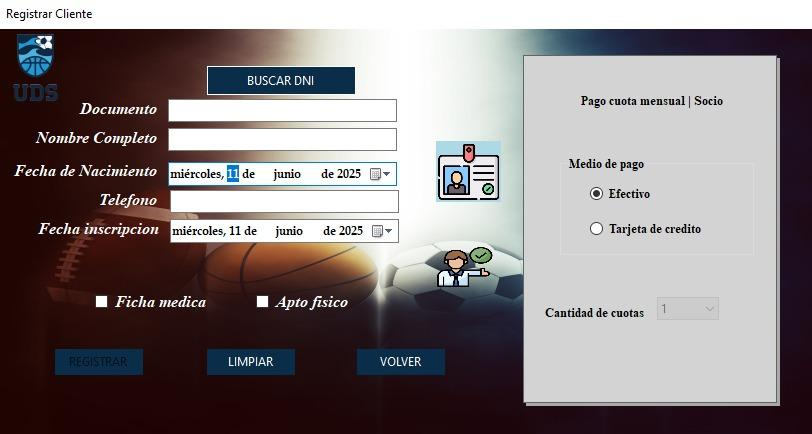 Registrar Cliente
UDS
BUSCAR DNI
Documento
Nombre Completo
Fecha de Nacimiento
miércoles, 11 de junio de 2025
Telefono
Fecha inscripcion
miércoles, 11 de junio de 2025
Ficha medica
Apto fisico
REGISTRAR
LIMPIAR
VOLVER
Pago cuota mensual | Socio
Medio de pago
Efectivo
Tarjeta de credito
Cantidad de cuotas
1